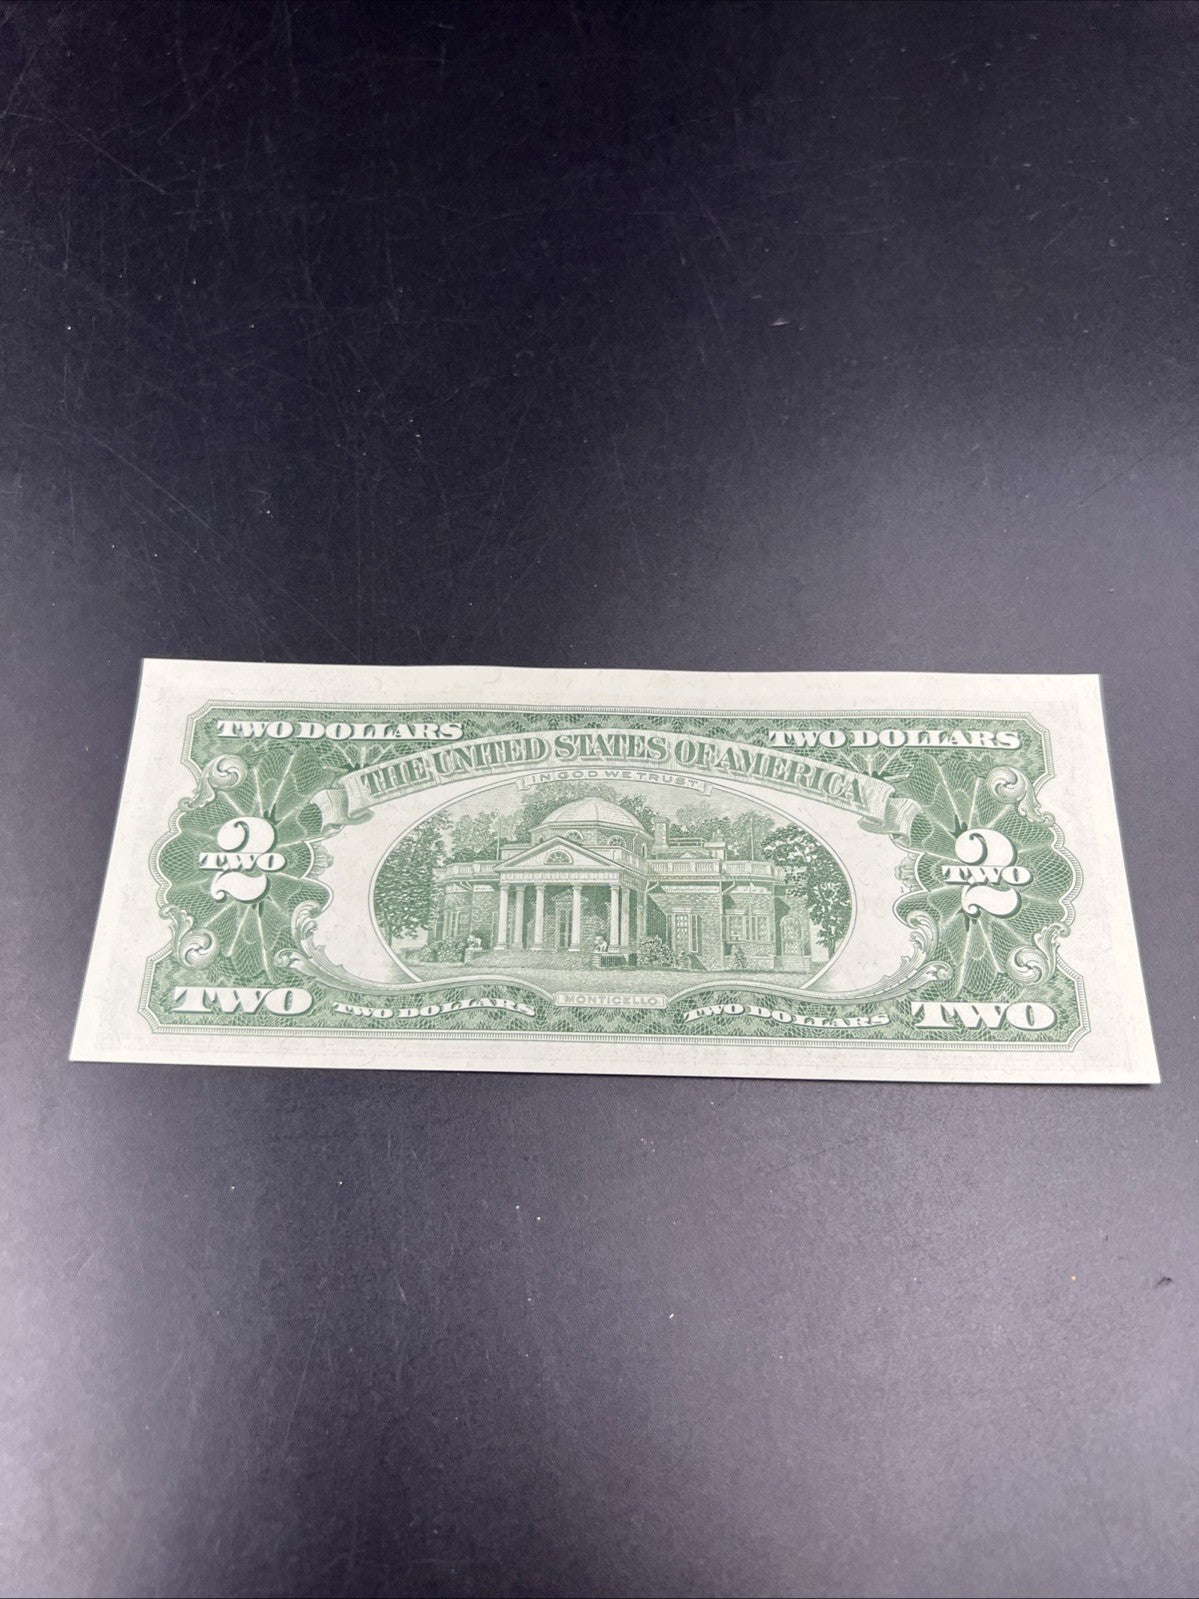 TWO DOLLARS
TWO DOLLARS
THE UNITED STATES OF AMERICA
IN GOD WE TRUST
2
TWO
2
TWO
MONTICELLO
TWO
TWO DOLLARS
TWO DOLLARS
TWO